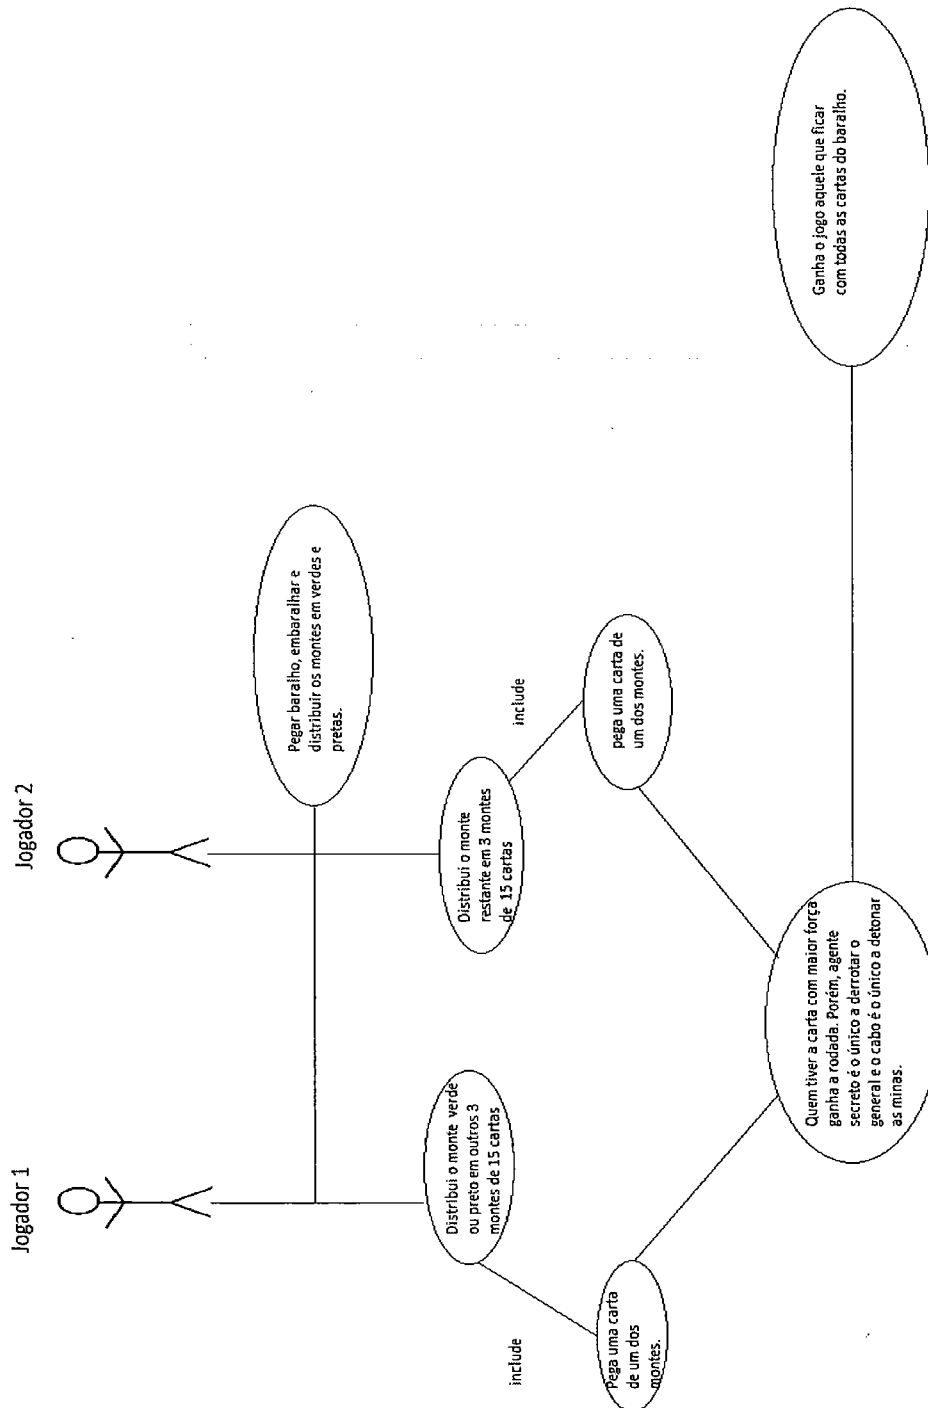 Jogador 1
Jogador 2
Pegar baralho, embaralhar e
distribuir os montes em verdes e
pretas.
Distribui o monte verde
ou preto em outros 3
montes de 15 cartas
Distribui o monte
restante em 3 montes
de 15 cartas
include
include
Pega uma carta
de um dos
montes.
pega uma carta de
um dos montes.
Quem tiver a carta com maior força
ganha a rodada. Porém, agente
secreto é o único a derrotar o
general e o cabo é o único a detonar
as minas.
Ganha o jogo aquele que ficar
com todas as cartas do baralho.